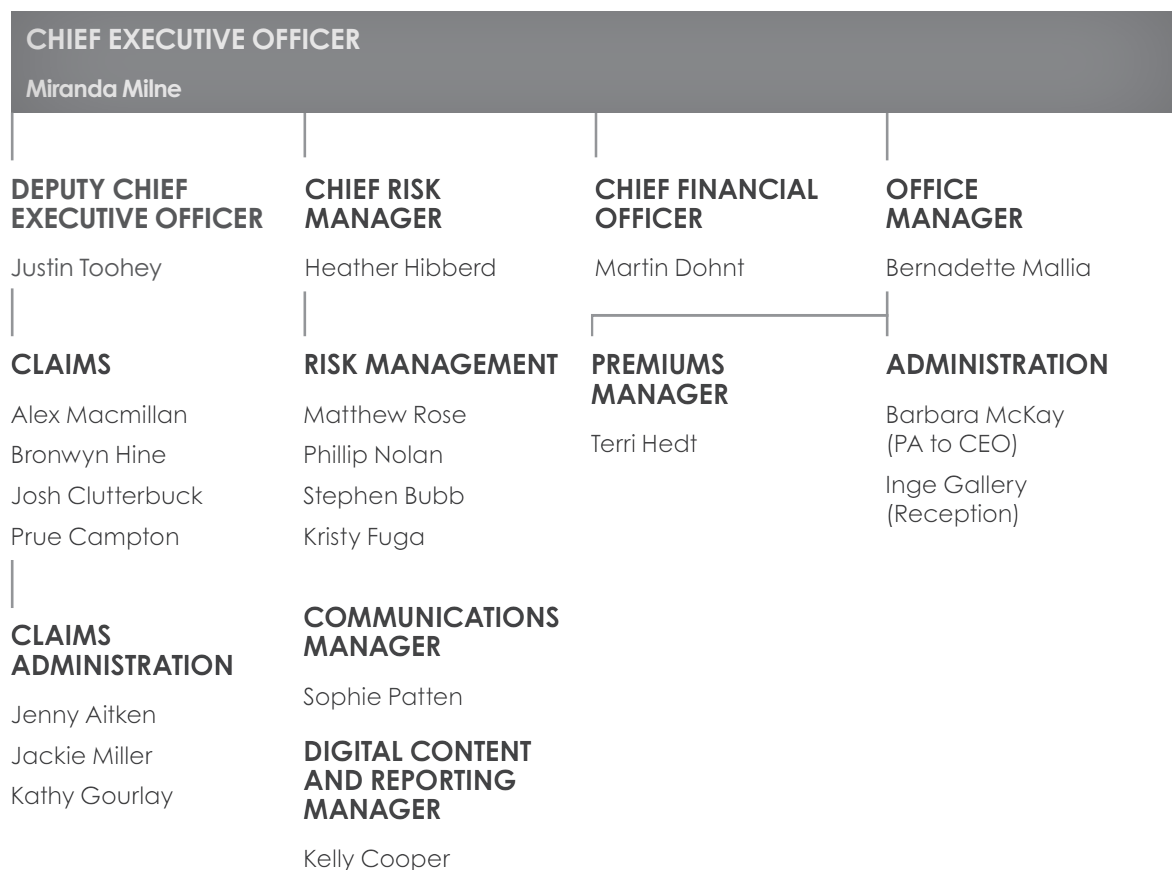 CHIEF EXECUTIVE OFFICER
Miranda Milne
DEPUTY CHIEF
EXECUTIVE OFFICER
Justin Toohey
CLAIMS
Alex Macmillan
Bronwyn Hine
Josh Clutterbuck
Prue Campton
CLAIMS
ADMINISTRATION
Jenny Aitken
Jackie Miller
Kathy Gourlay
CHIEF RISK
MANAGER
Heather Hibberd
RISK MANAGEMENT
Matthew Rose
Phillip Nolan
Stephen Bubb
Kristy Fuga
COMMUNICATIONS
MANAGER
Sophie Patten
DIGITAL CONTENT
AND REPORTING
MANAGER
Kelly Cooper
CHIEF FINANCIAL
OFFICER
Martin Dohnt
PREMIUMS
MANAGER
Terri Hedt
OFFICE
MANAGER
Bernadette Mallia
ADMINISTRATION
Barbara McKay
(PA to CEO)
Inge Gallery
(Reception)